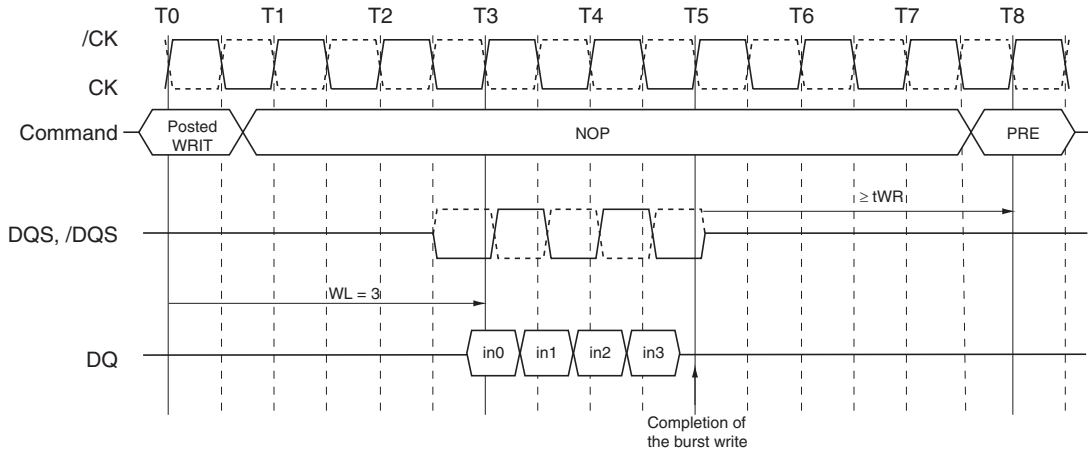 T0 T1 T2 T3 T4 T5 T6 T7 T8
/CK
CK
Command
Posted
WRIT
NOP
PRE
≥ tWR
DQS, /DQS
WL = 3
DQ
in0 in1 in2 in3
Completion of
the burst write